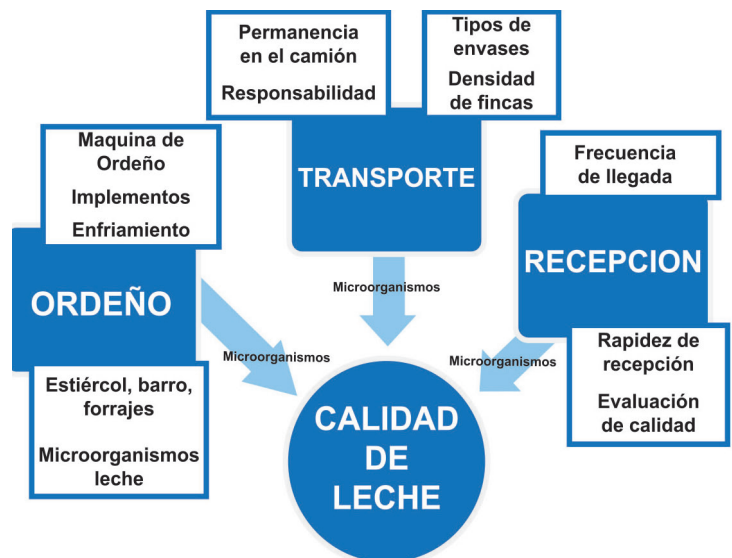 Permanencia
en el camión
Responsabilidad
Tipos de
envases
Densidad
de fincas
TRANSPORTE
Maquina de
Ordeño
Implementos
Enfriamiento
ORDEÑO
Estiércol, barro,
forrajes
Microorganismos
leche
Frecuencia
de llegada
RECEPCION
Rapidez de
recepción
Evaluación
de calidad
Microorganismos
Microorganismos
Microorganismos
CALIDAD
DE
LECHE